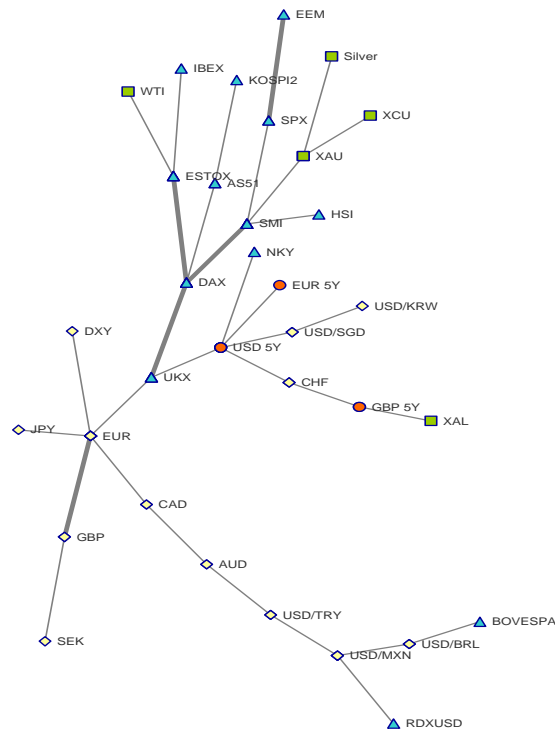 EEM
Silver
IBEX
KOSPI2
WTI
XCU
SPX
XAU
ESTOX
AS51
HSI
SMI
NKY
DAX
EUR 5Y
USD/KRW
DXY
USD/SGD
USD 5Y
UKX
CHF
GBP 5Y
XAL
JPY
EUR
CAD
GBP
AUD
USD/TRY
BOVESPA
SEK
USD/BRL
USD/MXN
RDXUSD